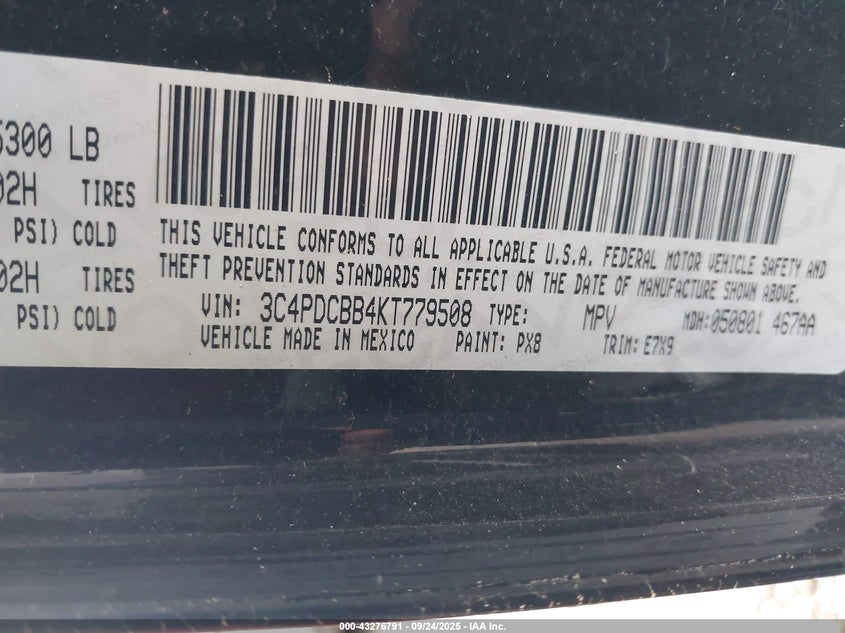 5300 LB
02H TIRES
PSI) COLD
02H TIRES
PSI) COLD
THIS VEHICLE CONFORMS TO ALL APPLICABLE U.S.A. FEDERAL MOTOR VEHICLE SAFETY AND
THEFT PREVENTION STANDARDS IN EFFECT ON THE DATE OF MANUFACTURE SHOWN ABOVE.
VIN: 3C4PDCBB4KT779508 TYPE: MPV MDH:050801 467AA
VEHICLE MADE IN MEXICO PAINT: PX8 TRIM: E7X9
000-43276791 - 09/24/2025 - IAA Inc.